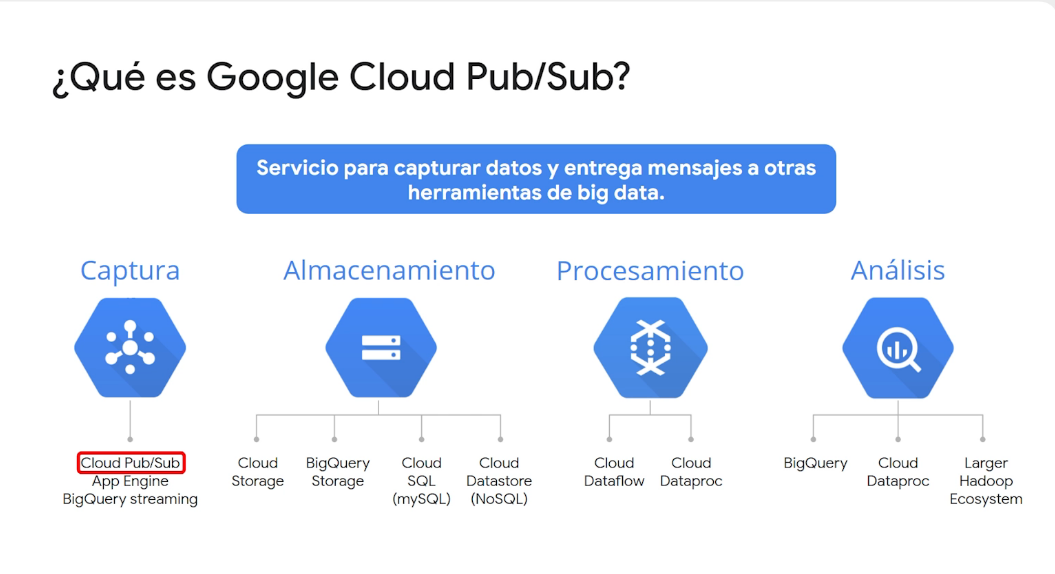 ¿Qué es Google Cloud Pub/Sub?
Servicio para capturar datos y entrega mensajes a otras
herramientas de big data.
Captura
Almacenamiento
Procesamiento
Análisis
Cloud Pub/Sub
App Engine
BigQuery streaming
Cloud
Storage
BigQuery
Storage
Cloud
SQL
(mySQL)
Cloud
Datastore
(NoSQL)
Cloud
Dataflow
Cloud
Dataproc
BigQuery
Cloud
Dataproc
Larger
Hadoop
Ecosystem